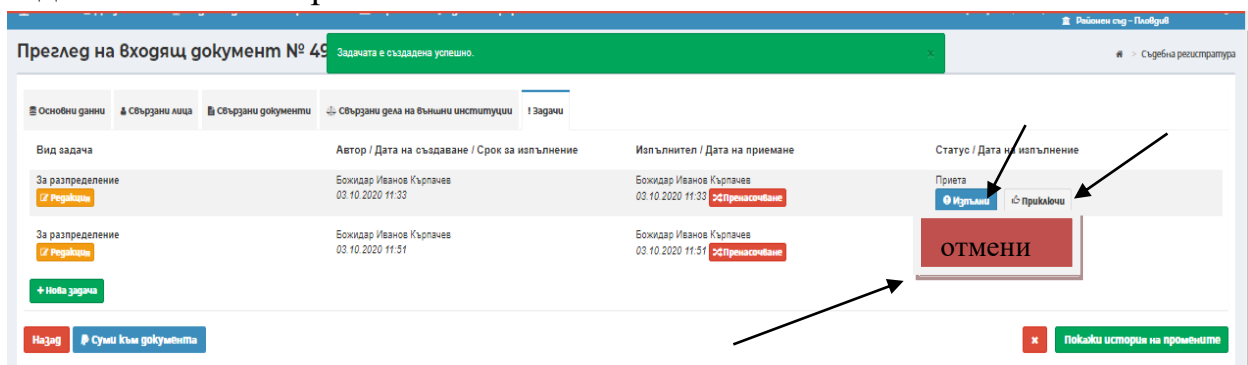 Районен съд – Пловдив
Преглед на входящ документ № 49
Задачата е създадена успешно.
x
> Съдебна регистратура
Основни данни Свързани лица Свързани документи Свързани дела на външни институции ! Задачи
Вид задача Автор / Дата на създаване / Срок за изпълнение Изпълнител / Дата на приемане Статус / Дата на изпълнение
За разпределение Божидар Иванов Кърпачев Божидар Иванов Кърпачев Приета
Редакция 03.10.2020 11:33 03.10.2020 11:33 Пренасочване Изпълни Приключи
За разпределение Божидар Иванов Кърпачев Божидар Иванов Кърпачев
Редакция 03.10.2020 11:51 03.10.2020 11:51 Пренасочване отмени
+ Нова задача
Назад Суми към документа x Покажи история на промените